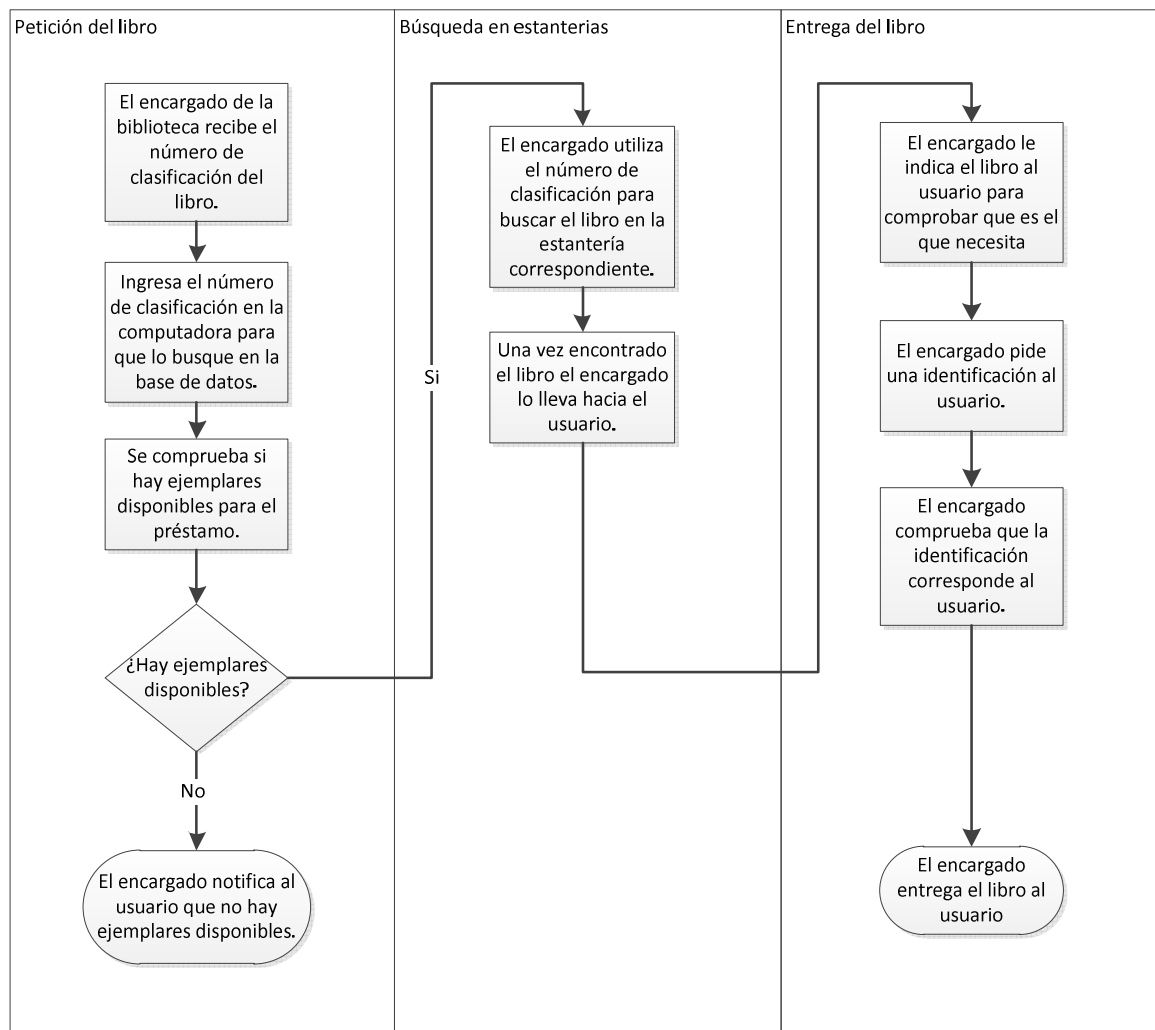 Petición del libro
El encargado de la
biblioteca recibe el
número de
clasificación del
libro.
Ingresa el número
de clasificación en la
computadora para
que lo busque en la
base de datos.
Se comprueba si
hay ejemplares
disponibles para el
préstamo.
¿Hay ejemplares
disponibles?
Si
No
El encargado notifica al
usuario que no hay
ejemplares disponibles.
Búsqueda en estanterias
El encargado utiliza
el número de
clasificación para
buscar el libro en la
estantería
correspondiente.
Una vez encontrado
el libro el encargado
lo lleva hacia el
usuario.
Entrega del libro
El encargado le
indica el libro al
usuario para
comprobar que es el
que necesita
El encargado pide
una identificación al
usuario.
El encargado
comprueba que la
identificación
corresponde al
usuario.
El encargado
entrega el libro al
usuario